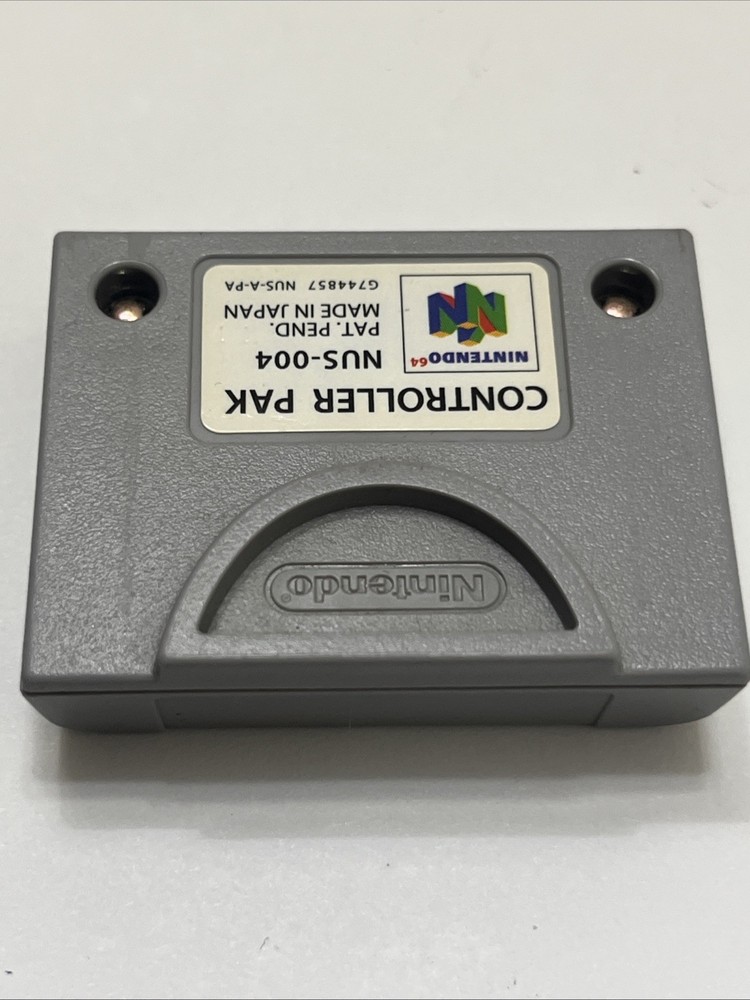 CONTROLLER PAK
NINTENDO64
NUS-004
PAT. PEND.
MADE IN JAPAN
G744857 NUS-A-PA
Nintendo®